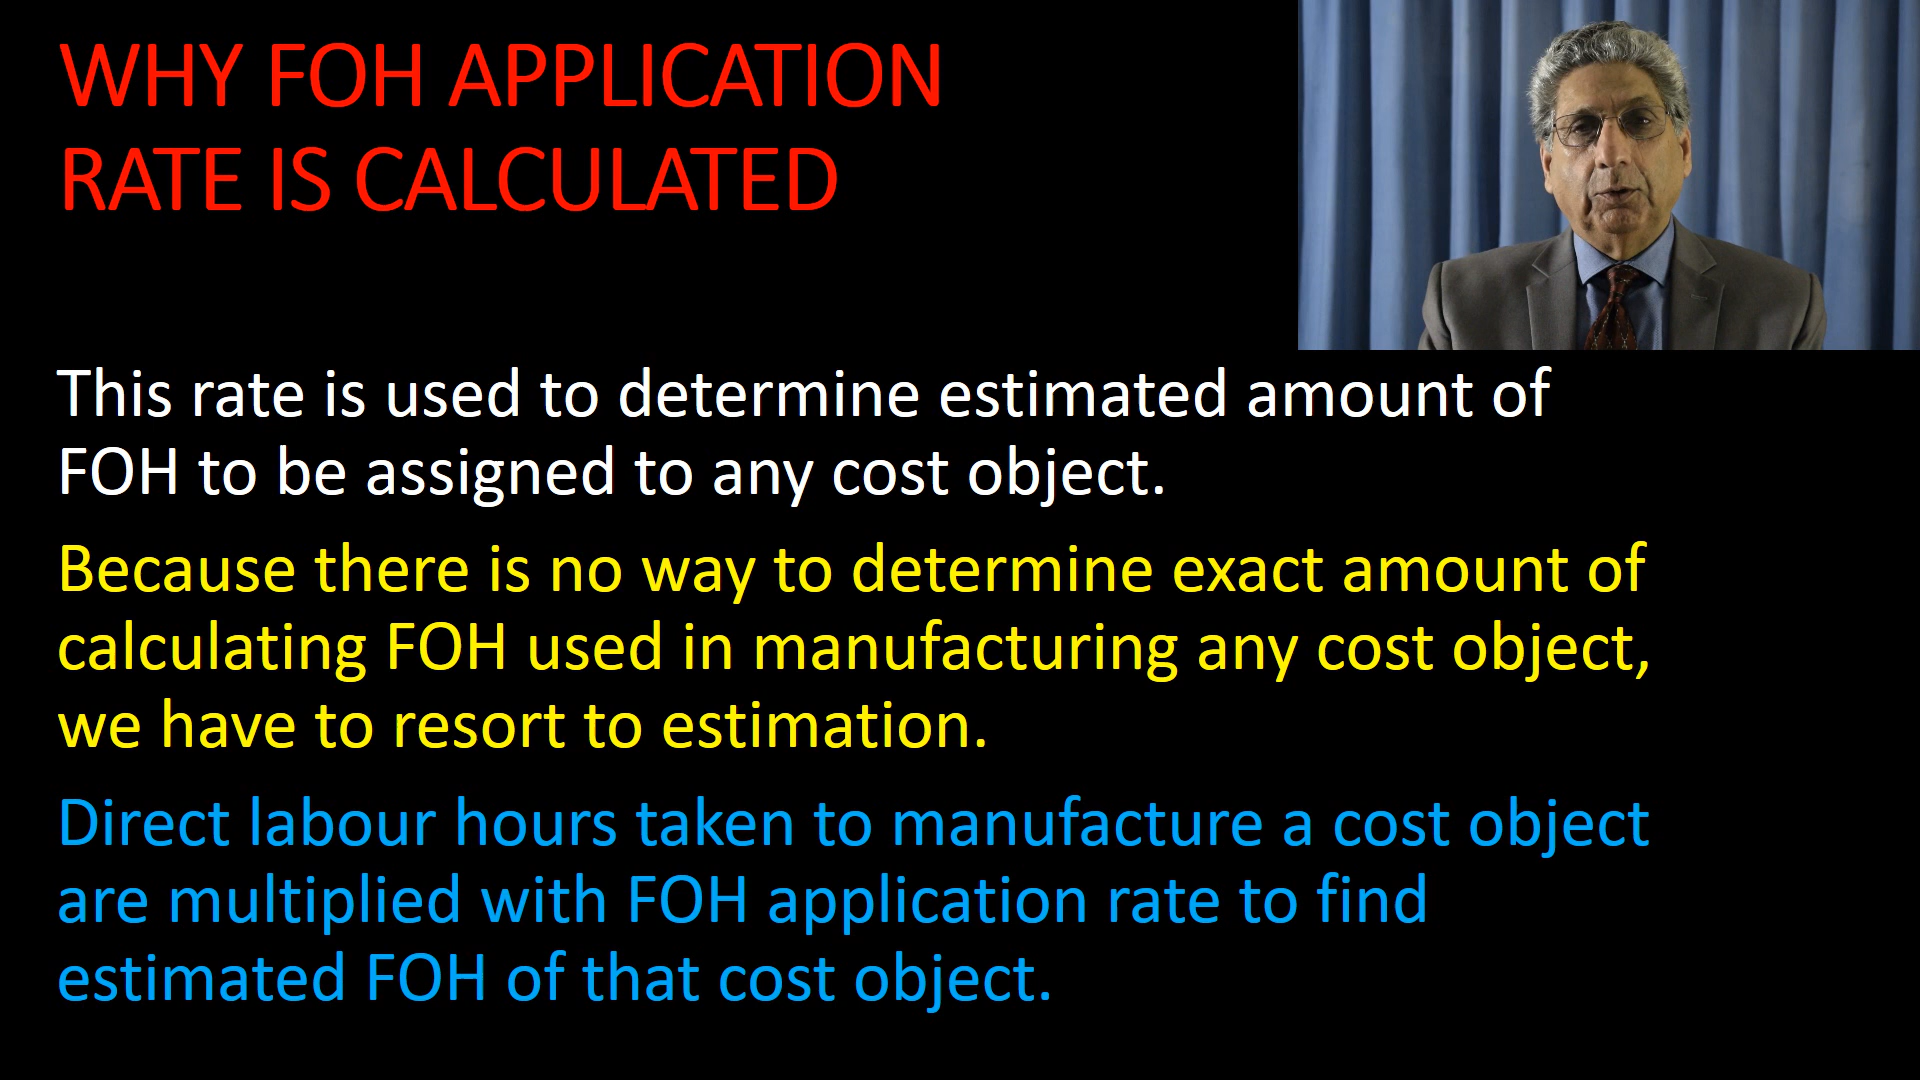 WHY FOH APPLICATION
RATE IS CALCULATED
This rate is used to determine estimated amount of
FOH to be assigned to any cost object.
Because there is no way to determine exact amount of
calculating FOH used in manufacturing any cost object,
we have to resort to estimation.
Direct labour hours taken to manufacture a cost object
are multiplied with FOH application rate to find
estimated FOH of that cost object.